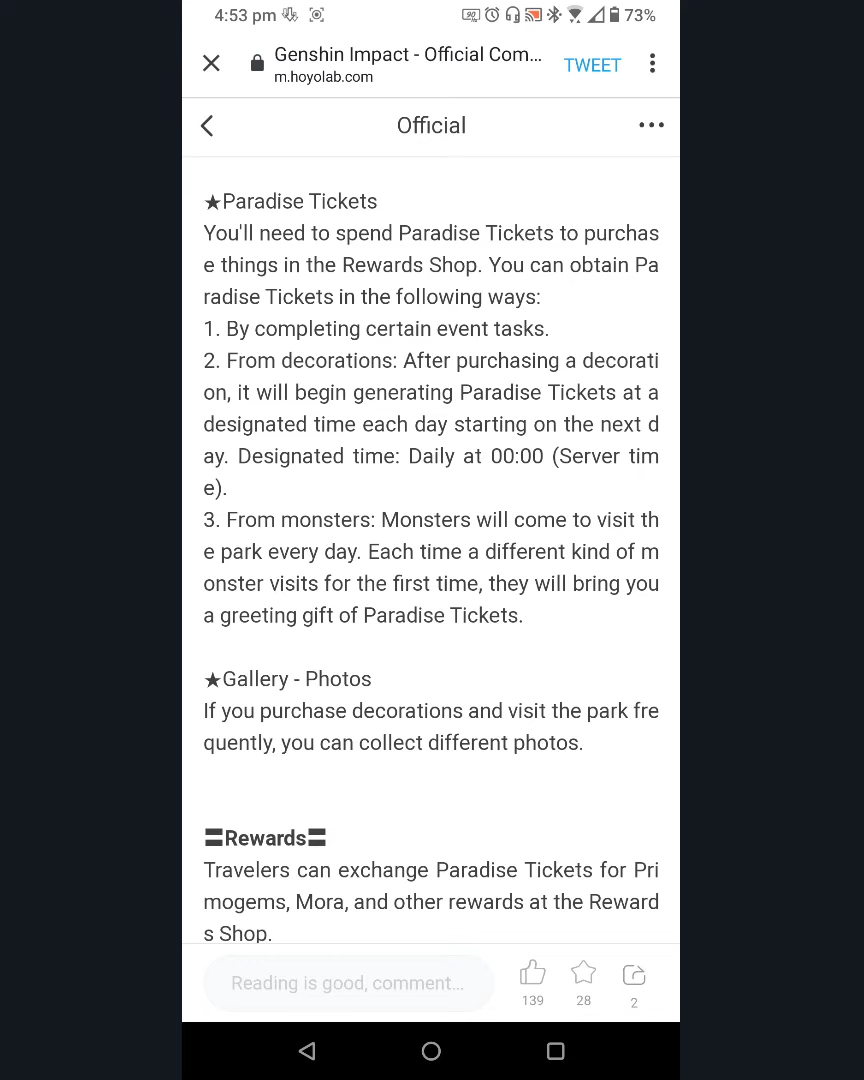 4:53 pm
90
73%
Genshin Impact - Official Com...
m.hoyolab.com
TWEET
Official
★Paradise Tickets
You'll need to spend Paradise Tickets to purchas
e things in the Rewards Shop. You can obtain Pa
radise Tickets in the following ways:
1. By completing certain event tasks.
2. From decorations: After purchasing a decorati
on, it will begin generating Paradise Tickets at a
designated time each day starting on the next d
ay. Designated time: Daily at 00:00 (Server tim
e).
3. From monsters: Monsters will come to visit th
e park every day. Each time a different kind of m
onster visits for the first time, they will bring you
a greeting gift of Paradise Tickets.
★Gallery - Photos
If you purchase decorations and visit the park fre
quently, you can collect different photos.
〓Rewards〓
Travelers can exchange Paradise Tickets for Pri
mogems, Mora, and other rewards at the Reward
s Shop.
Reading is good, comment...
139
28
2